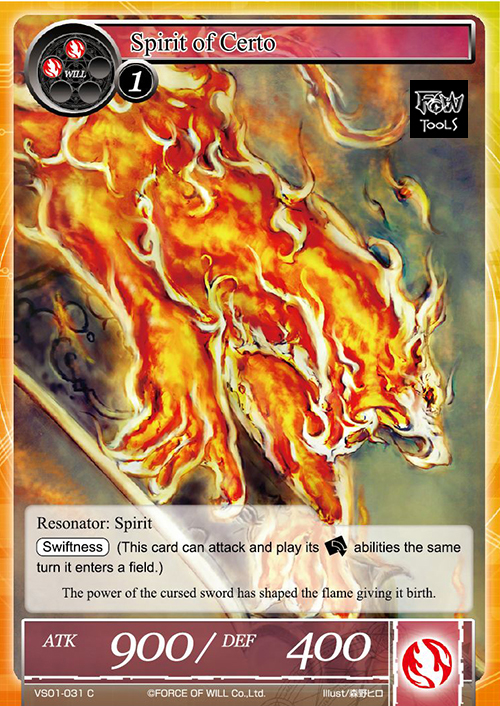 Spirit of Certo
WILL
1
FOW
TOOLS
Resonator: Spirit
Swiftness (This card can attack and play its abilities the same
turn it enters a field.)
The power of the cursed sword has shaped the flame giving it birth.
ATK 900/ DEF 400
VS01-031 C ©FORCE OF WILL Co.,Ltd. Illust/森野ヒロ